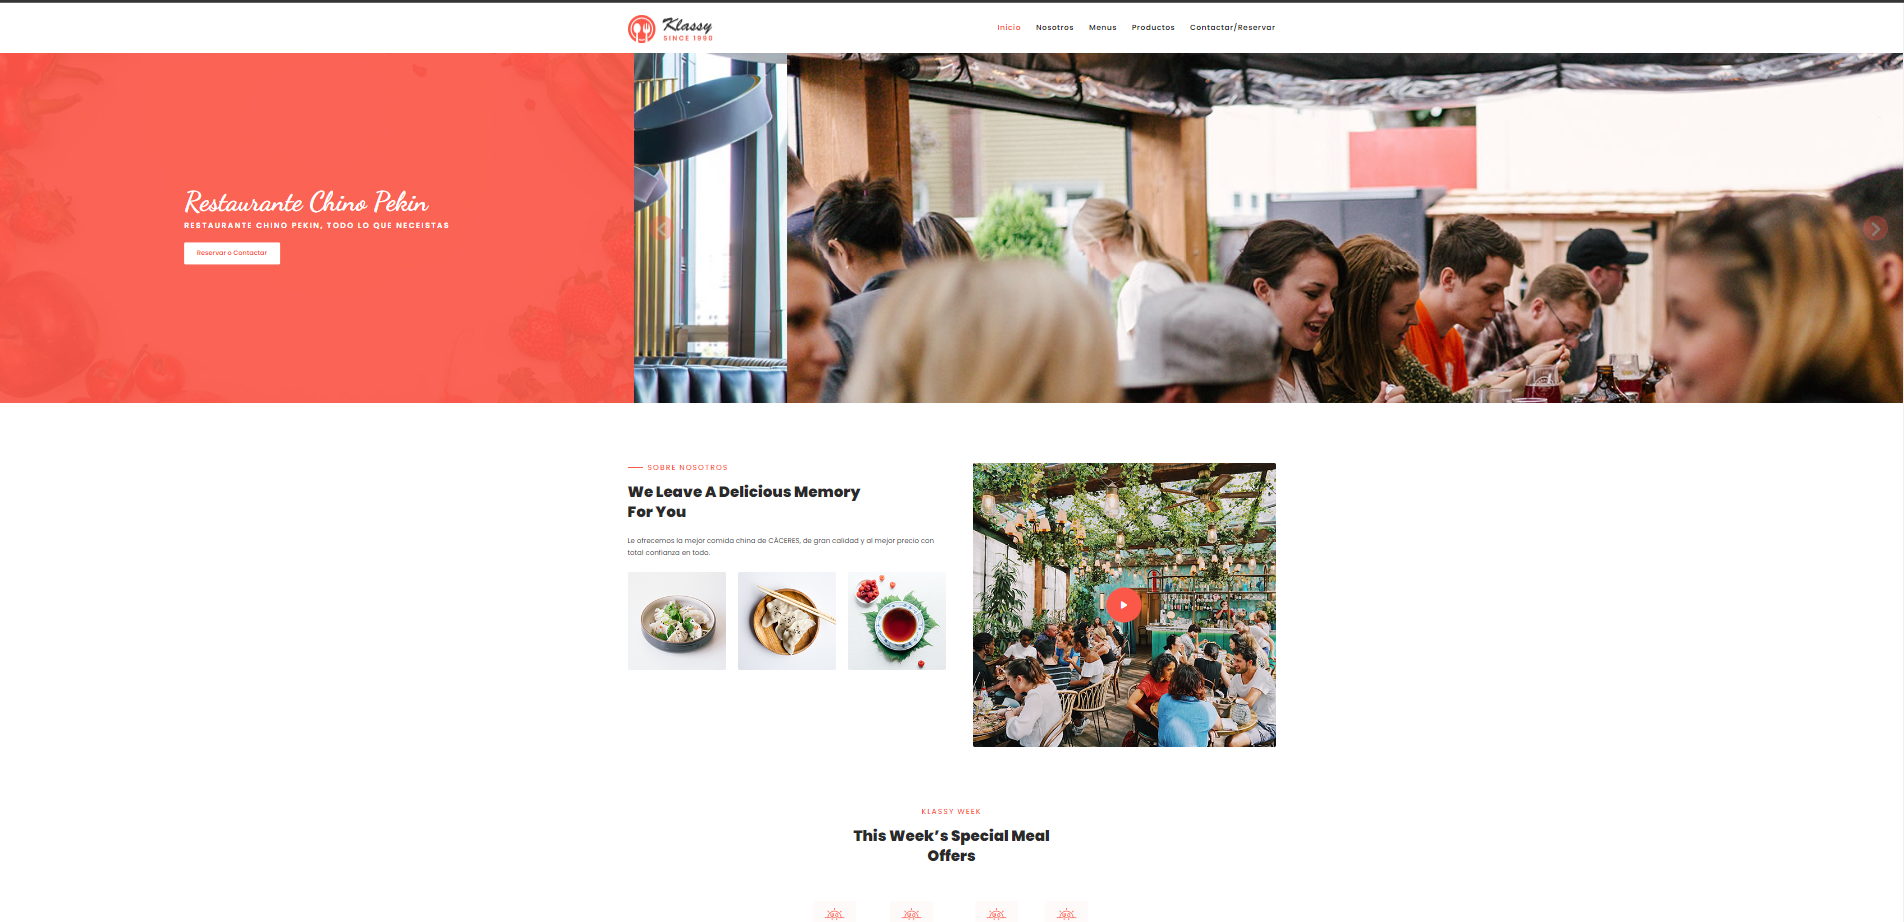 Klassy
SINCE 1990
Inicio Nosotros Menus Productos Contactar/Reservar
Restaurante Chino Pekin
RESTAURANTE CHINO PEKIN, TODO LO QUE NECEISTAS
Reservar o Contactar
SOBRE NOSOTROS
We Leave A Delicious Memory
For You
Le ofrecemos la mejor comida china de CÁCERES, de gran calidad y al mejor precio con
total confianza en todo.
KLASSY WEEK
This Week’s Special Meal
Offers